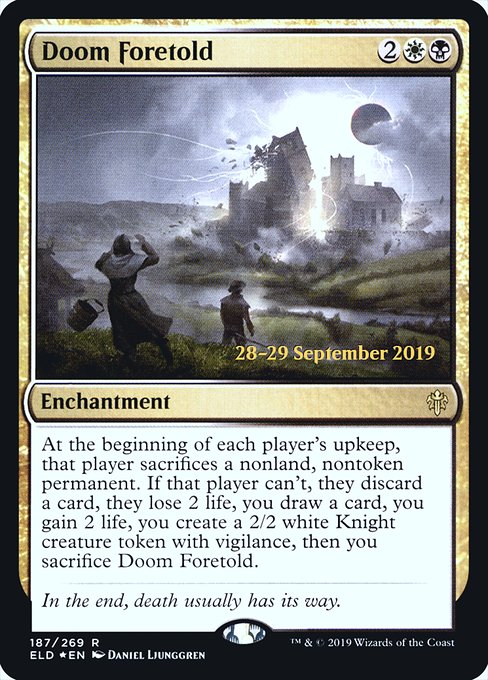 Doom Foretold 2
28–29 September 2019
Enchantment
At the beginning of each player's upkeep,
that player sacrifices a nonland, nontoken
permanent. If that player can't, they discard
a card, they lose 2 life, you draw a card, you
gain 2 life, you create a 2/2 white Knight
creature token with vigilance, then you
sacrifice Doom Foretold.
In the end, death usually has its way.
187/269 R
ELD ★ EN Daniel Ljunggren
™ & © 2019 Wizards of the Coast